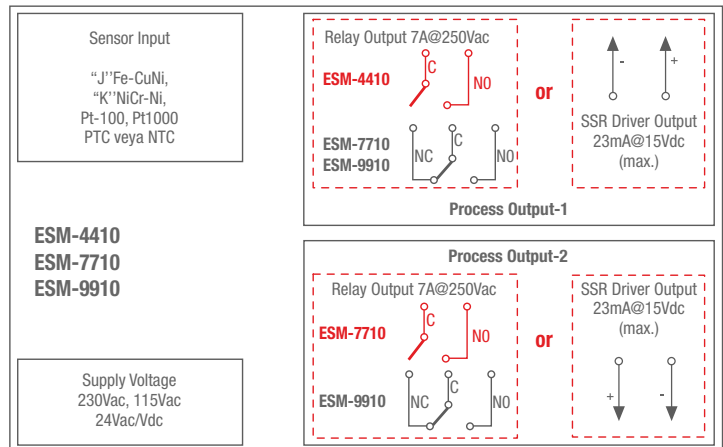 Sensor Input
“J’’Fe-CuNi,
“K’’NiCr-Ni,
Pt-100, Pt1000
PTC veya NTC
ESM-4410
ESM-7710
ESM-9910
Supply Voltage
230Vac, 115Vac
24Vac/Vdc
Relay Output 7A@250Vac
ESM-4410
C
NO
ESM-7710
ESM-9910
NC
C
NO
or
- +
SSR Driver Output
23mA@15Vdc
(max.)
Process Output-1
Process Output-2
Relay Output 7A@250Vac
ESM-7710
C
NO
ESM-9910
NC
C
NO
or
SSR Driver Output
23mA@15Vdc
(max.)
+ -